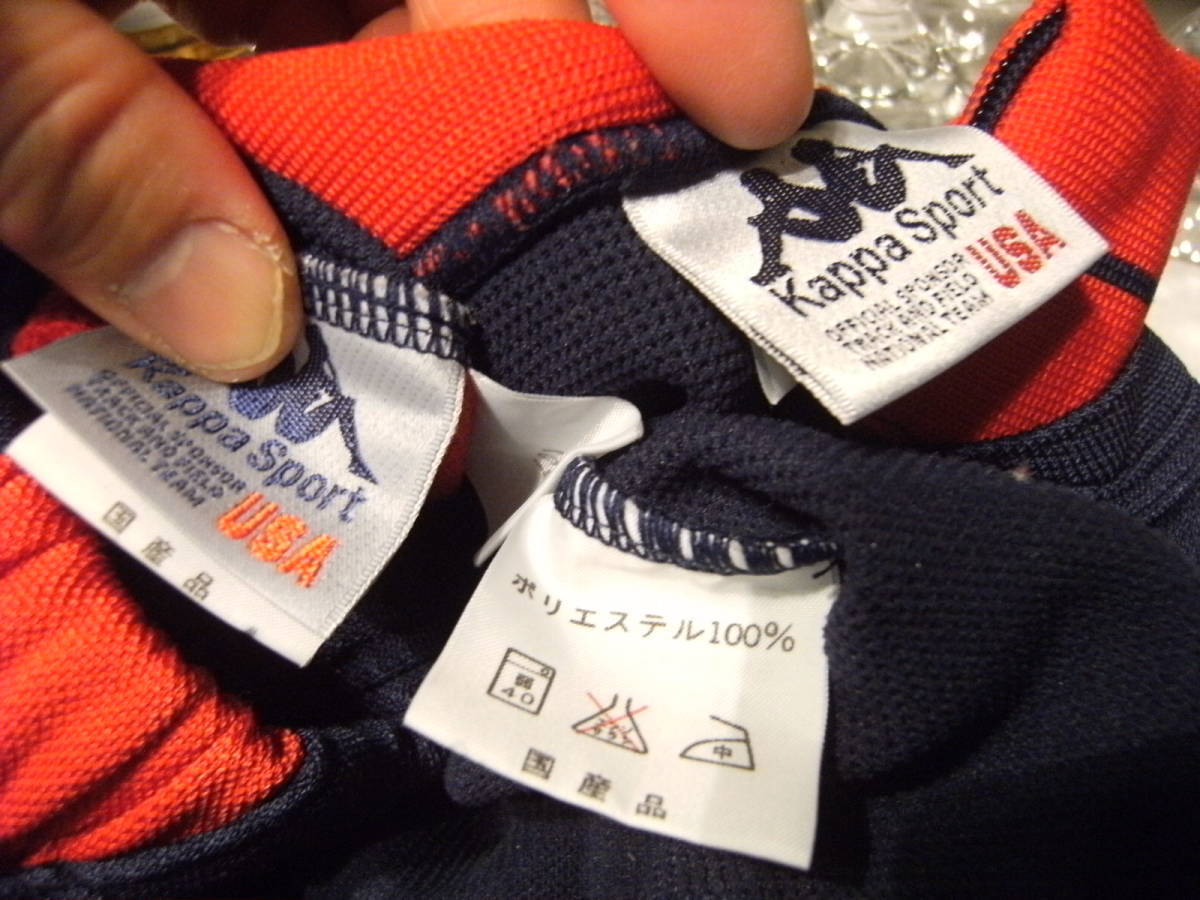 Kappa Sport
OFFICIAL SPONSOR
TRACK AND FIELD
NATIONAL TEAM
USA
国産品
Kappa Sport
OFFICIAL SPONSOR
TRACK AND FIELD
NATIONAL TEAM
USA
ポリエステル100%
弱
40
中
国産品